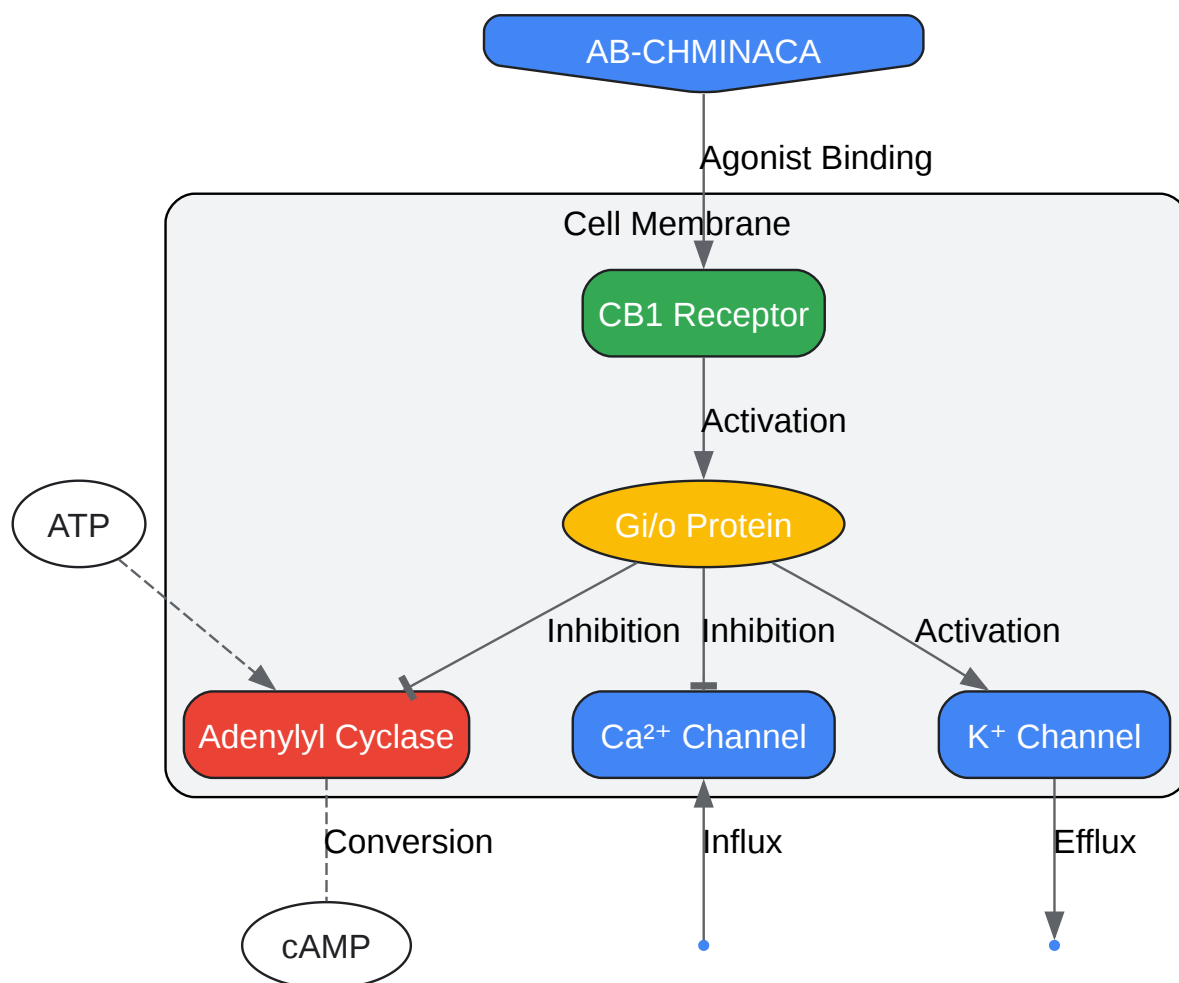 AB-CHMINACA
Agonist Binding
Cell Membrane
CB1 Receptor
Activation
ATP
Gi/o Protein
Inhibition
Inhibition
Activation
Adenylyl Cyclase
Ca²⁺ Channel
K⁺ Channel
Conversion
Influx
Efflux
cAMP